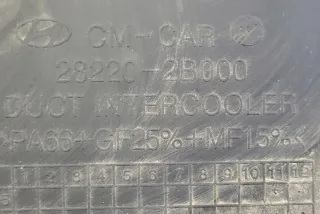 CM-CAR
28220-2B000
DUCT INTERCOOLER
>PA66+GF25%+MF15%<
1 2 3 4 5 6 7 8 9 10 11 12